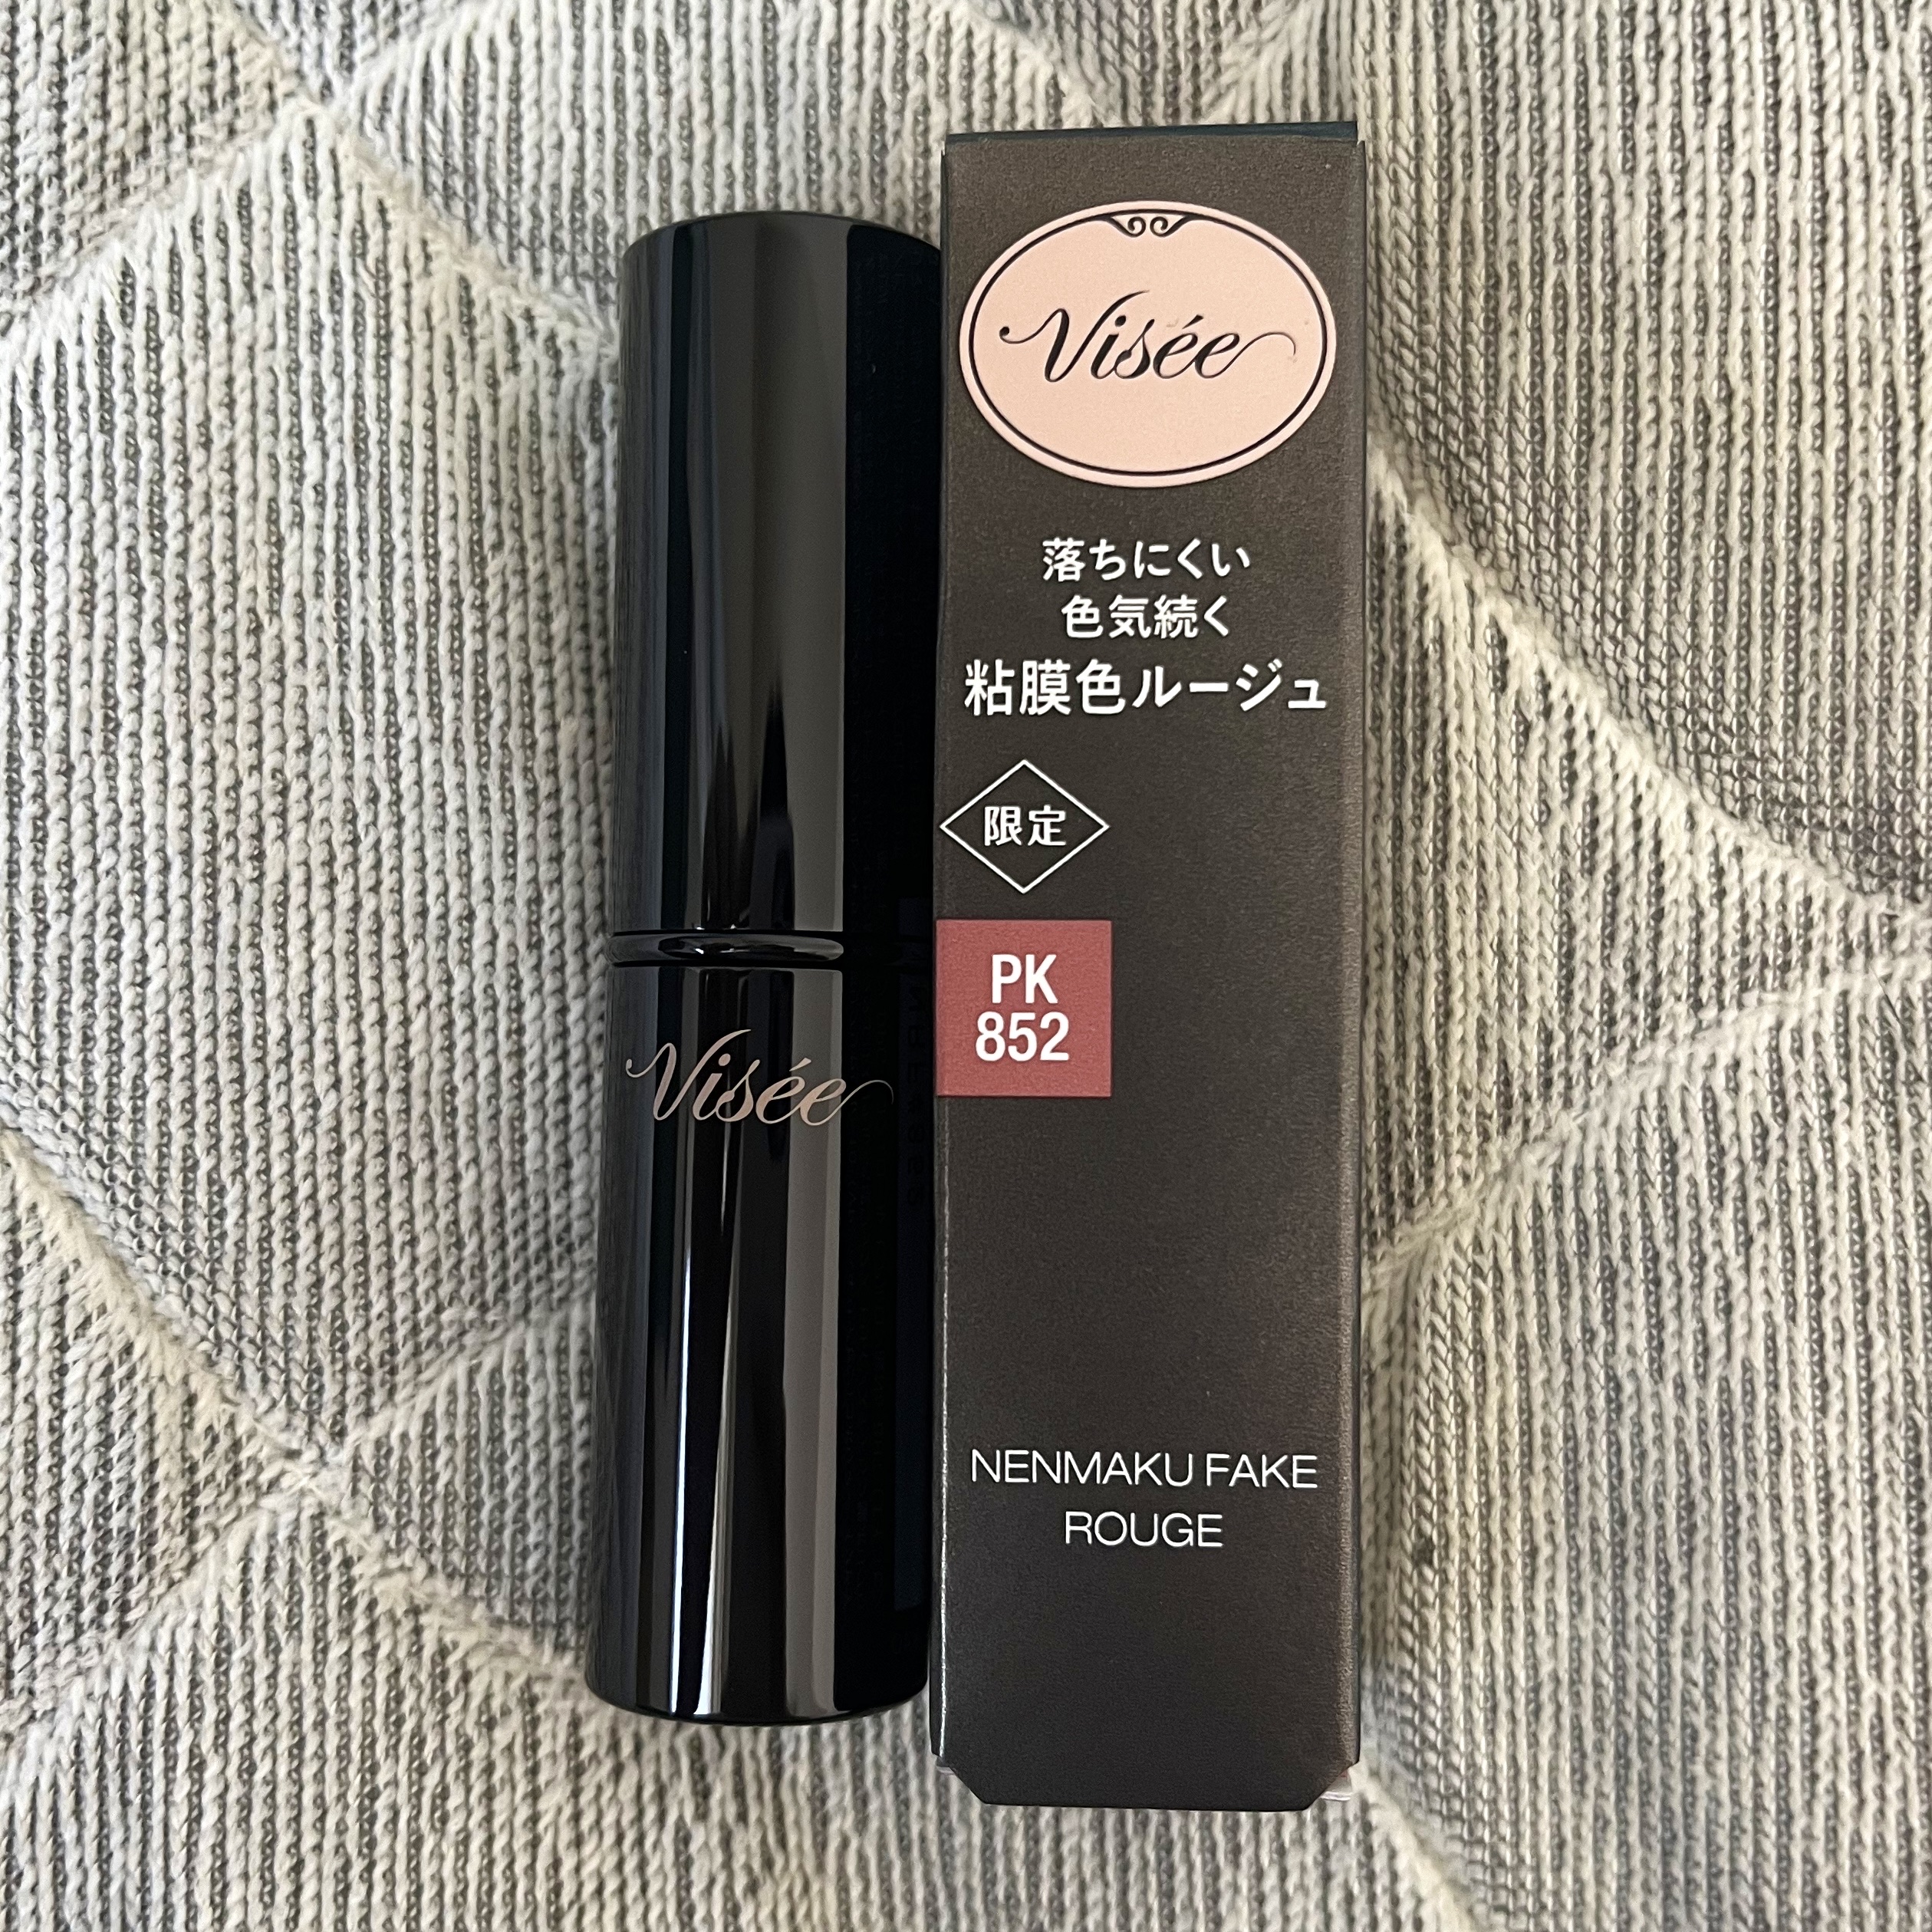 Visée
Visée
落ちにくい
色気続く
粘膜色ルージュ
限定
PK
852
NENMAKU FAKE
ROUGE